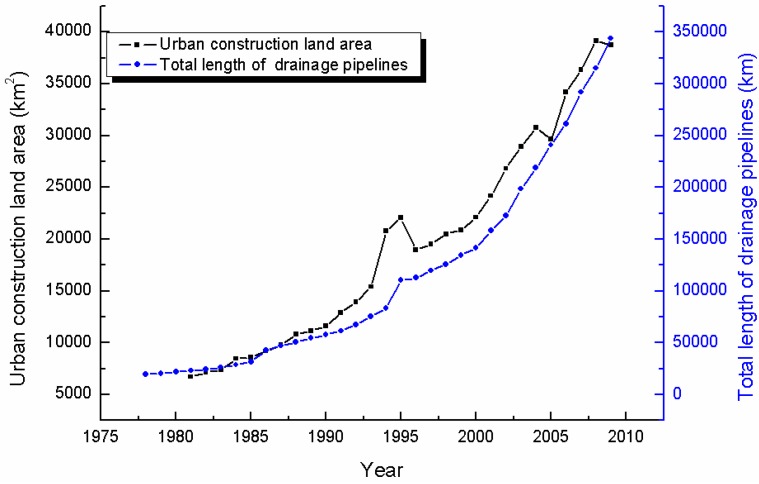 Urban construction land area
Total length of drainage pipelines
Urban construction land area (km²)
40000
35000
30000
25000
20000
15000
10000
5000
350000
300000
250000
200000
150000
100000
50000
0
Total length of drainage pipelines (km)
1975 1980 1985 1990 1995 2000 2005 2010
Year